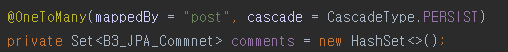 @OneToMany(mappedBy = "post", cascade = CascadeType.PERSIST)
private Set<B3_JPA_Commnet> comments = new HashSet<>();